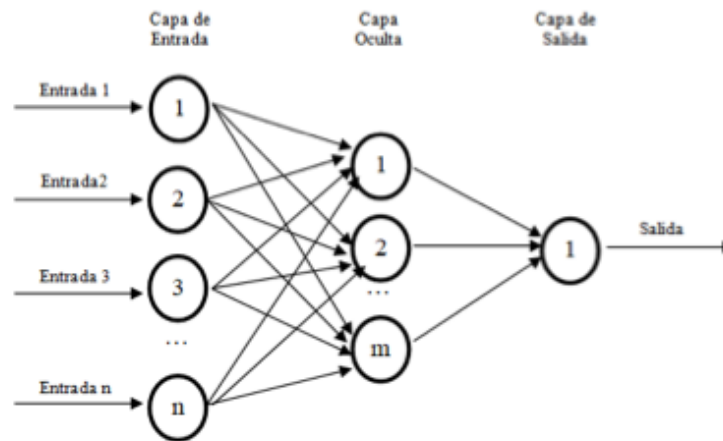 Capa de
Entrada
Capa
Oculta
Capa de
Salida
Entrada 1
1
Entrada2
2
Entrada 3
3
...
Entrada n
n
1
2
...
m
1
Salida